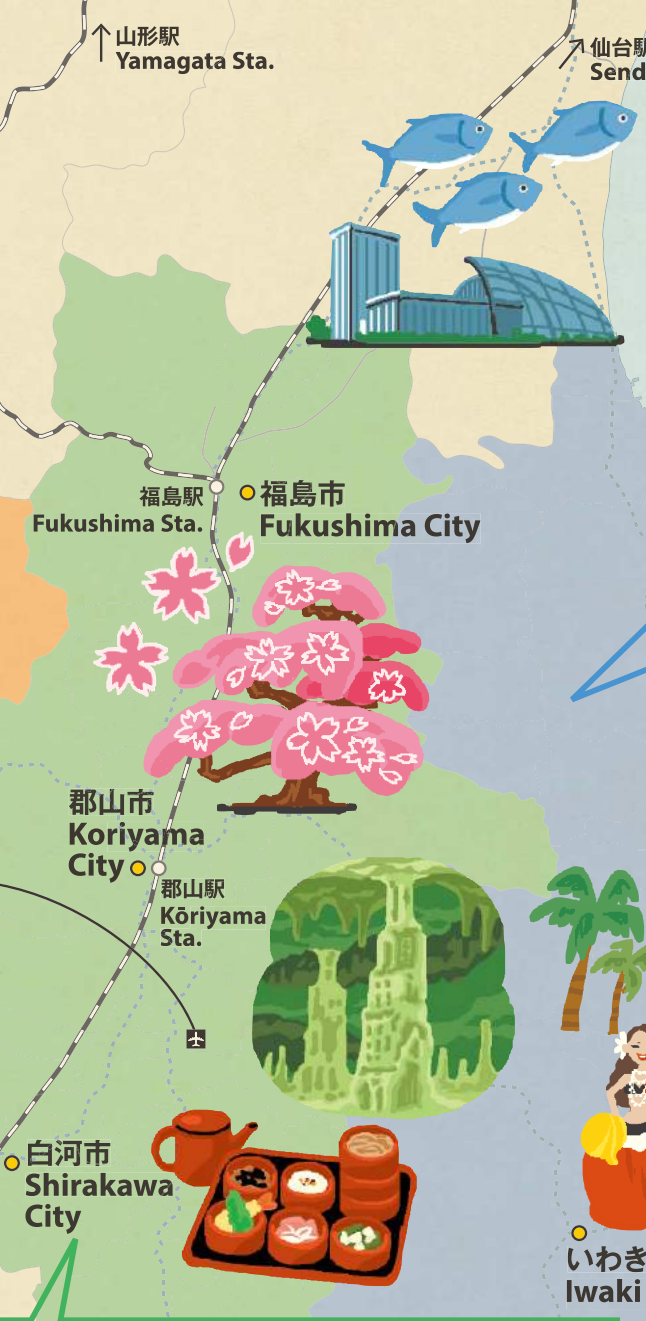 山形駅
Yamagata Sta.
仙台駅
Send
福島駅
Fukushima Sta.
福島市
Fukushima City
郡山市
Koriyama
City
郡山駅
Kōriyama
Sta.
白河市
Shirakawa
City
いわき
Iwaki